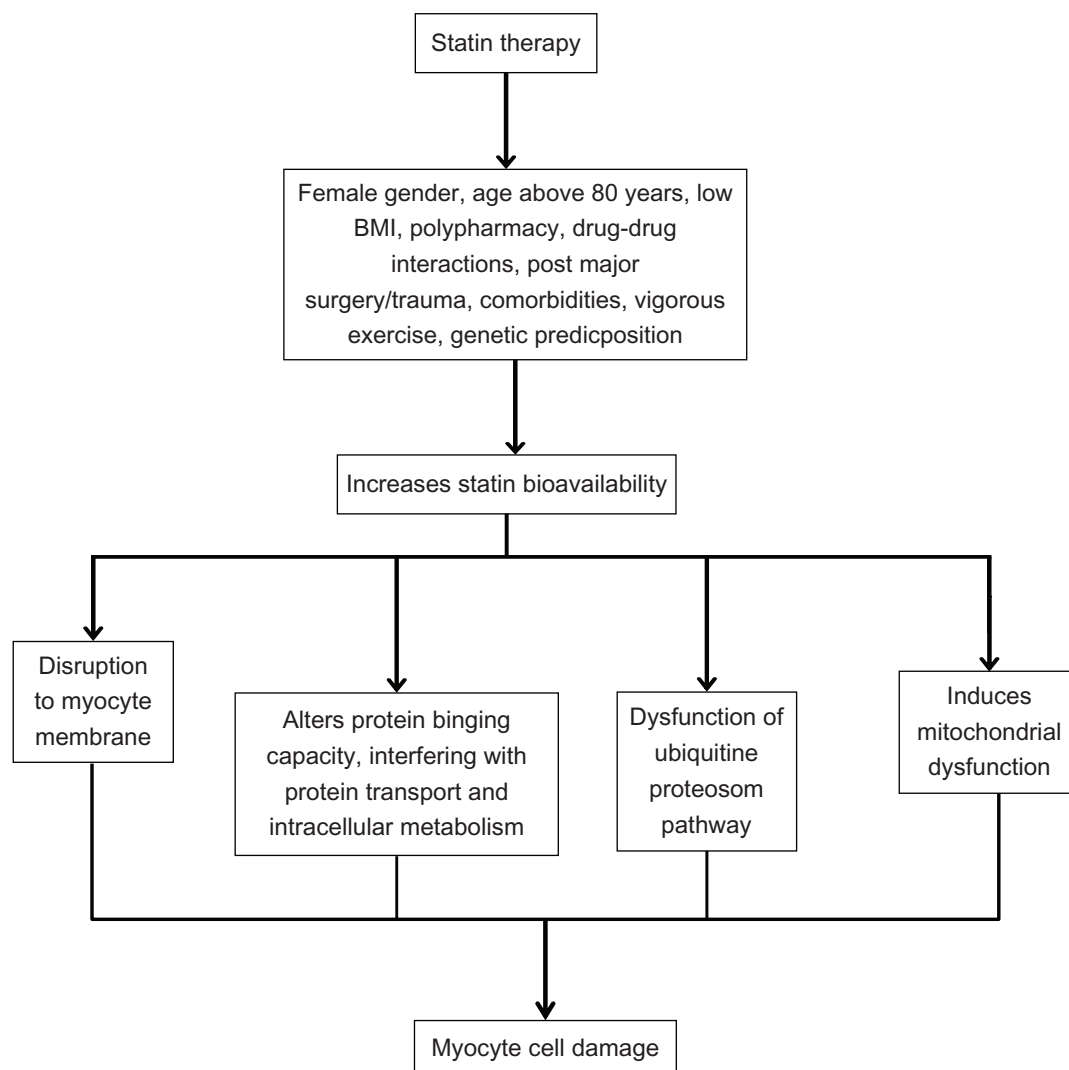 Statin therapy
Female gender, age above 80 years, low
BMI, polypharmacy, drug-drug
interactions, post major
surgery/trauma, comorbidities, vigorous
exercise, genetic predicposition
Increases statin bioavailability
Disruption
to myocyte
membrane
Alters protein binging
capacity, interfering with
protein transport and
intracellular metabolism
Dysfunction of
ubiquitine
proteosom
pathway
Induces
mitochondrial
dysfunction
Myocyte cell damage